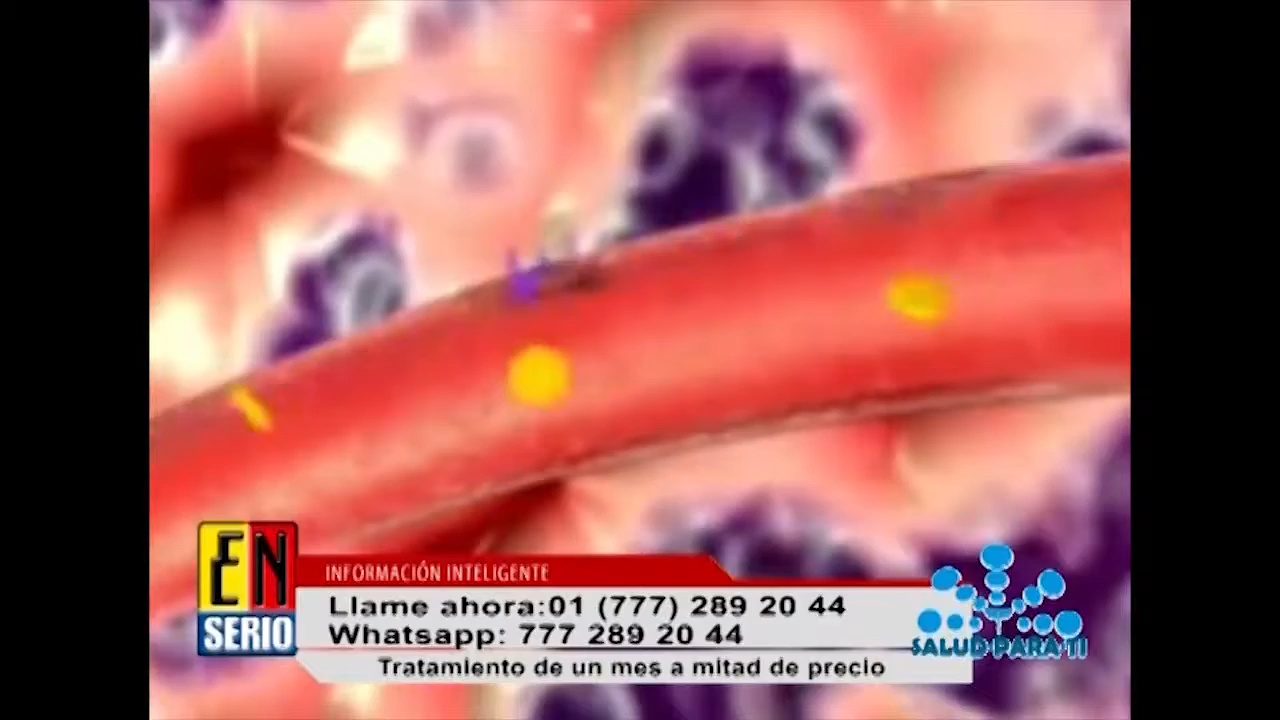 EN
SERIO
INFORMACIÓN INTELIGENTE
Llame ahora:01 (777) 289 20 44
Whatsapp: 777 289 20 44
Tratamiento de un mes a mitad de precio
SALUD PARA TI